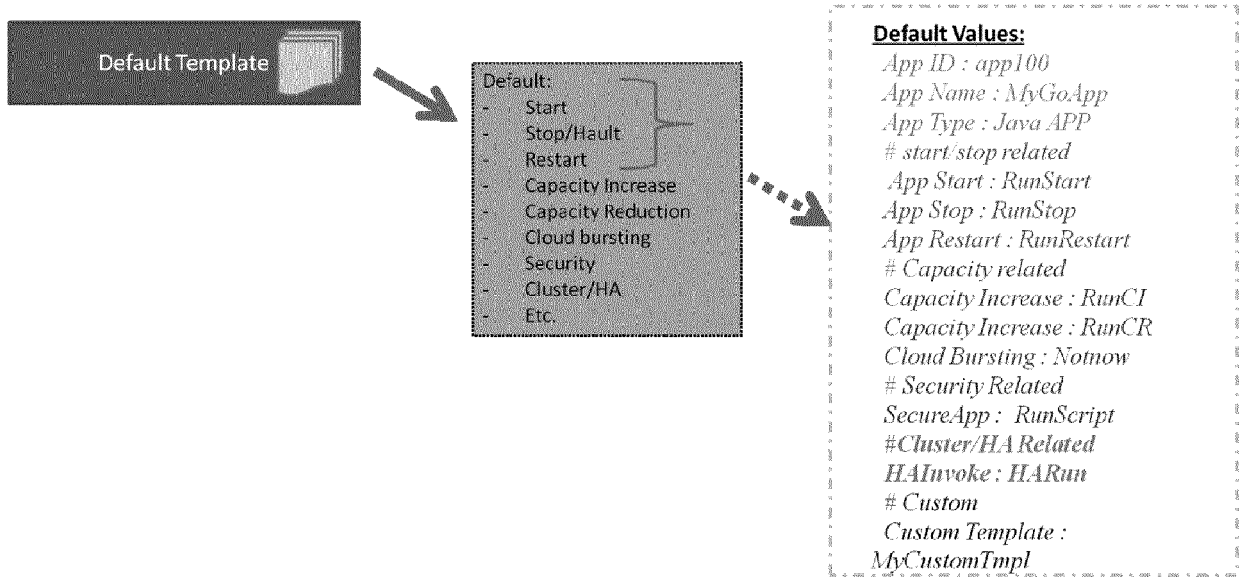 Default Template
Default:
- Start
- Stop/Hault
- Restart
- Capacity Increase
- Capacity Reduction
- Cloud bursting
- Security
- Cluster/HA
- Etc.
Default Values:
App ID : app100
App Name : MyGoApp
App Type : Java APP
# start/stop related
App Start : RunStart
App Stop : RunStop
App Restart : RunRestart
# Capacity related
Capacity Increase : RunCI
Capacity Increase : RunCR
Cloud Bursting : Notnow
# Security Related
SecureApp : RunScript
#Cluster/HA Related
HAInvoke : HARun
# Custom
Custom Template :
MyCustomTmpl